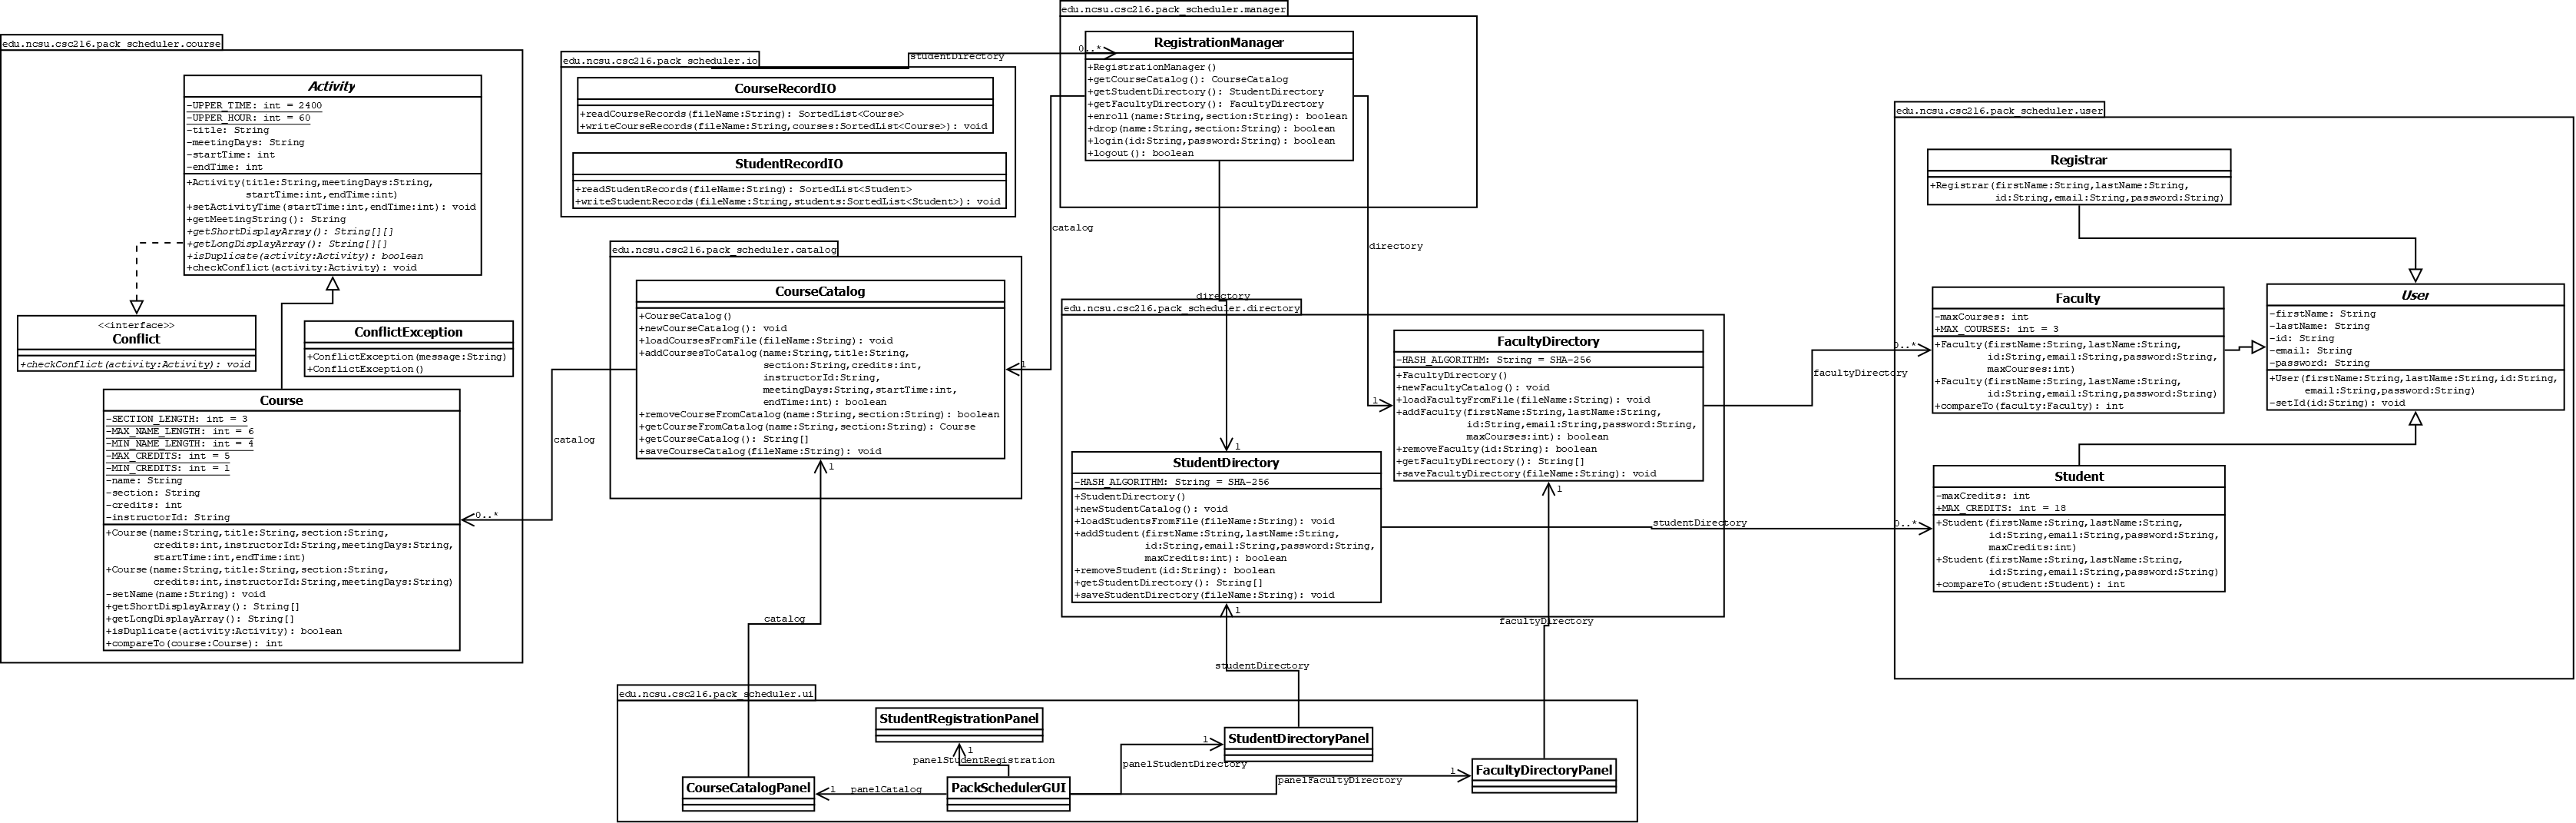 edu.ncsu.csc216.pack_scheduler.course
Activity
-UPPER_TIME: int = 2400
-UPPER_HOUR: int = 60
-title: String
-meetingDays: String
-startTime: int
-endTime: int
+Activity(title:String,meetingDays:String,
startTime:int,endTime:int)
+setActivityTime(startTime:int,endTime:int): void
+getMeetingString(): String
+getShortDisplayArray(): String[][]
+getLongDisplayArray(): String[][]
+isDuplicate(activity:Activity): boolean
+checkConflict(activity:Activity): void
<<interface>>
Conflict
+checkConflict(activity:Activity): void
ConflictException
+ConflictException(message:String)
+ConflictException()
Course
-SECTION_LENGTH: int = 3
-MAX_NAME_LENGTH: int = 6
-MIN_NAME_LENGTH: int = 4
-MAX_CREDITS: int = 5
-MIN_CREDITS: int = 1
-name: String
-section: String
-credits: int
-instructorId: String
+Course(name:String,title:String,section:String,
credits:int,instructorId:String,meetingDays:String,
startTime:int,endTime:int)
+Course(name:String,title:String,section:String,
credits:int,instructorId:String,meetingDays:String)
-setName(name:String): void
+getShortDisplayArray(): String[]
+getLongDisplayArray(): String[]
+isDuplicate(activity:Activity): boolean
+compareTo(course:Course): int
0..*
catalog
edu.ncsu.csc216.pack_scheduler.io
CourseRecordIO
+readCourseRecords(fileName:String): SortedList<Course>
+writeCourseRecords(fileName:String,courses:SortedList<Course>): void
StudentRecordIO
+readStudentRecords(fileName:String): SortedList<Student>
+writeStudentRecords(fileName:String,students:SortedList<Student>): void
studentDirectory
0..*
edu.ncsu.csc216.pack_scheduler.manager
RegistrationManager
+RegistrationManager()
+getCourseCatalog(): CourseCatalog
+getStudentDirectory(): StudentDirectory
+getFacultyDirectory(): FacultyDirectory
+enroll(name:String,section:String): boolean
+drop(name:String,section:String): boolean
+login(id:String,password:String): boolean
+logout(): boolean
catalog
1
directory
1
directory
1
edu.ncsu.csc216.pack_scheduler.catalog
CourseCatalog
+CourseCatalog()
+newCourseCatalog(): void
+loadCoursesFromFile(fileName:String): void
+addCoursesToCatalog(name:String,title:String,
section:String,credits:int,
instructorId:String,
meetingDays:String,startTime:int,
endTime:int): boolean
+removeCourseFromCatalog(name:String,section:String): boolean
+getCourseFromCatalog(name:String,section:String): Course
+getCourseCatalog(): String[]
+saveCourseCatalog(fileName:String): void
1
catalog
edu.ncsu.csc216.pack_scheduler.directory
FacultyDirectory
-HASH_ALGORITHM: String = SHA-256
+FacultyDirectory()
+newFacultyCatalog(): void
+loadFacultyFromFile(fileName:String): void
+addFaculty(firstName:String,lastName:String,
id:String,email:String,password:String,
maxCourses:int): boolean
+removeFaculty(id:String): boolean
+getFacultyDirectory(): String[]
+saveFacultyDirectory(fileName:String): void
1
facultyDirectory
StudentDirectory
-HASH_ALGORITHM: String = SHA-256
+StudentDirectory()
+newStudentCatalog(): void
+loadStudentsFromFile(fileName:String): void
+addStudent(firstName:String,lastName:String,
id:String,email:String,password:String,
maxCredits:int): boolean
+removeStudent(id:String): boolean
+getStudentDirectory(): String[]
+saveStudentDirectory(fileName:String): void
1
studentDirectory
facultyDirectory
0..*
studentDirectory
0..*
edu.ncsu.csc216.pack_scheduler.user
Registrar
+Registrar(firstName:String,lastName:String,
id:String,email:String,password:String)
Faculty
-maxCourses: int
+MAX_COURSES: int = 3
+Faculty(firstName:String,lastName:String,
id:String,email:String,password:String,
maxCourses:int)
+Faculty(firstName:String,lastName:String,
id:String,email:String,password:String)
+compareTo(faculty:Faculty): int
User
-firstName: String
-lastName: String
-id: String
-email: String
-password: String
+User(firstName:String,lastName:String,id:String,
email:String,password:String)
-setId(id:String): void
Student
-maxCredits: int
+MAX_CREDITS: int = 18
+Student(firstName:String,lastName:String,
id:String,email:String,password:String,
maxCredits:int)
+Student(firstName:String,lastName:String,
id:String,email:String,password:String)
+compareTo(student:Student): int
edu.ncsu.csc216.pack_scheduler.ui
StudentRegistrationPanel
1
panelStudentRegistration
StudentDirectoryPanel
1
panelStudentDirectory
FacultyDirectoryPanel
1
panelFacultyDirectory
CourseCatalogPanel
1
panelCatalog
PackSchedulerGUI